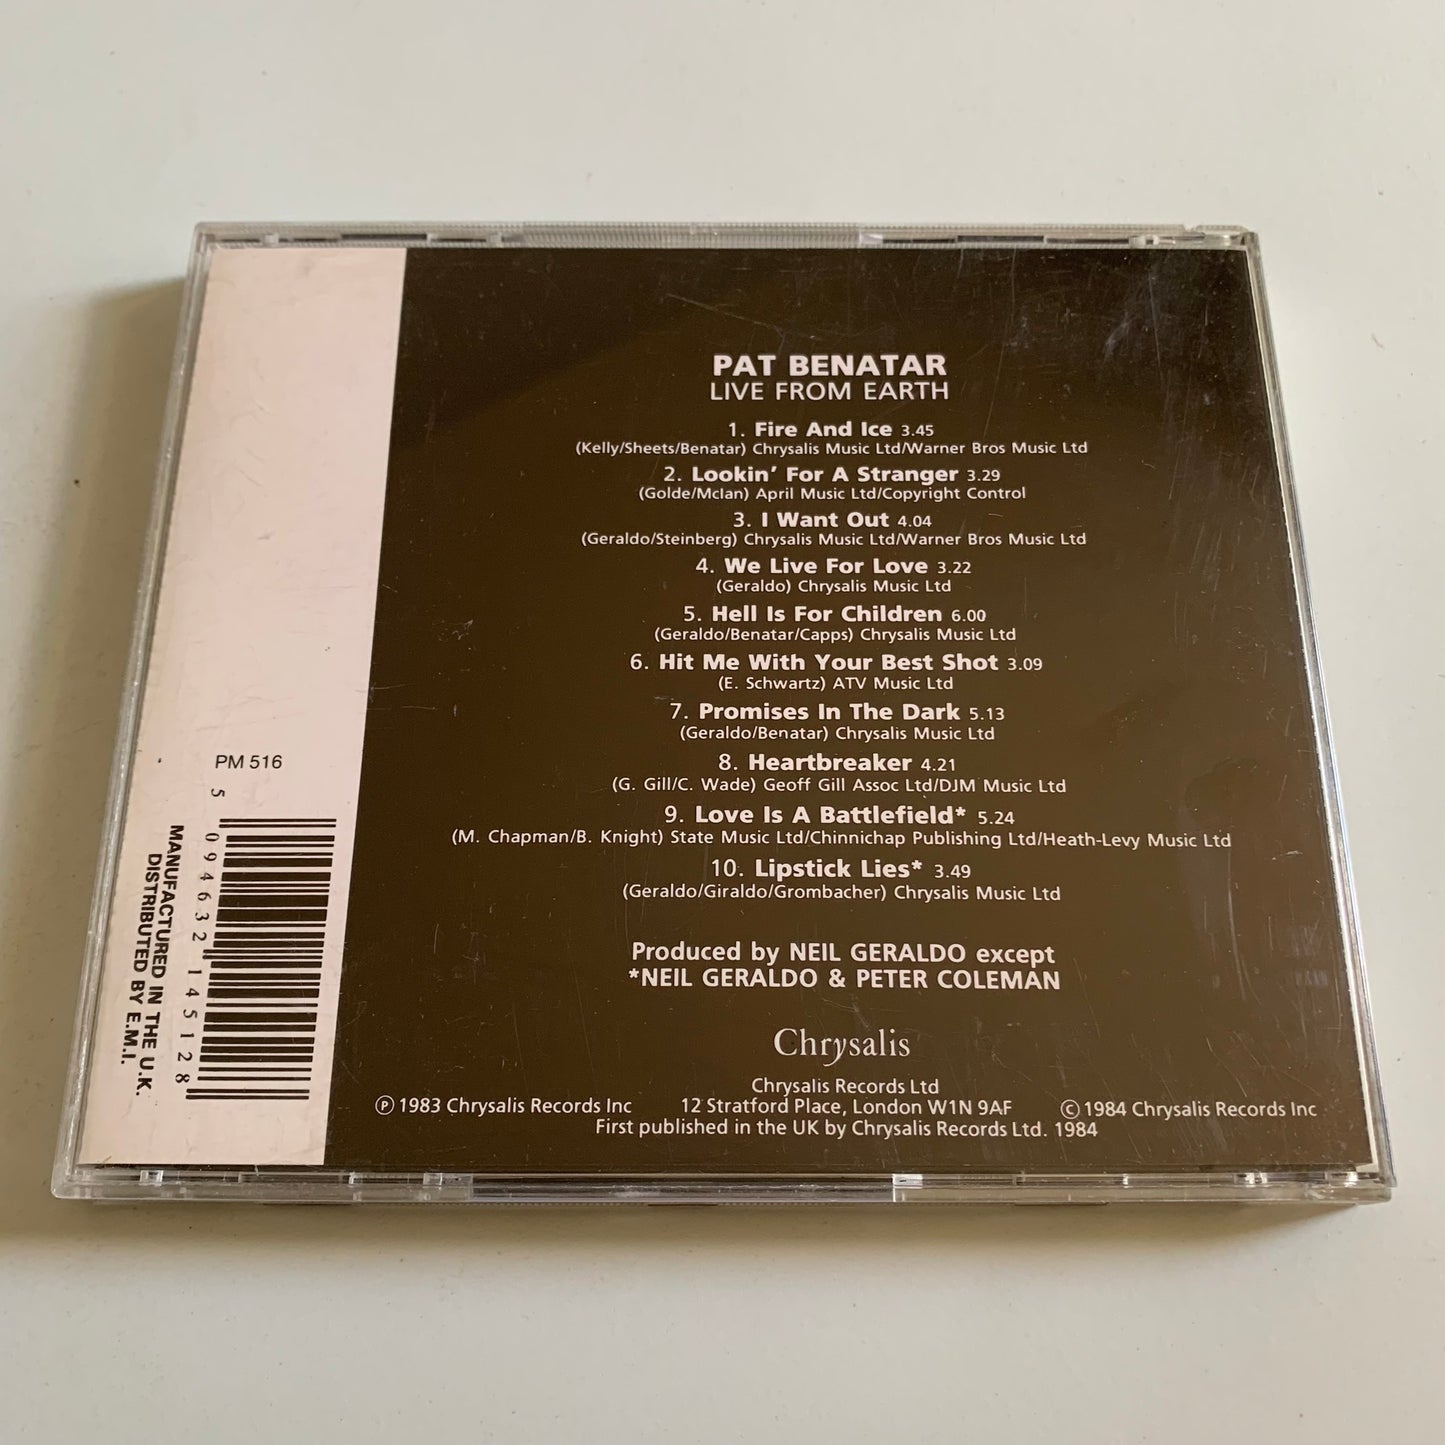 PAT BENATAR
LIVE FROM EARTH
1. Fire And Ice 3.45
(Kelly/Sheets/Benatar) Chrysalis Music Ltd/Warner Bros Music Ltd
2. Lookin' For A Stranger 3.29
(Golde/McIan) April Music Ltd/Copyright Control
3. I Want Out 4.04
(Geraldo/Steinberg) Chrysalis Music Ltd/Warner Bros Music Ltd
4. We Live For Love 3.22
(Geraldo) Chrysalis Music Ltd
5. Hell Is For Children 6.00
(Geraldo/Benatar/Capps) Chrysalis Music Ltd
6. Hit Me With Your Best Shot 3.09
(E. Schwartz) ATV Music Ltd
7. Promises In The Dark 5.13
(Geraldo/Benatar) Chrysalis Music Ltd
8. Heartbreaker 4.21
(G. Gill/C. Wade) Geoff Gill Assoc Ltd/DJM Music Ltd
9. Love Is A Battlefield* 5.24
(M. Chapman/B. Knight) State Music Ltd/Chinnichap Publishing Ltd/Heath-Levy Music Ltd
10. Lipstick Lies* 3.49
(Geraldo/Giraldo/Grombacher) Chrysalis Music Ltd
Produced by NEIL GERALDO except
*NEIL GERALDO & PETER COLEMAN
Chrysalis
Chrysalis Records Ltd
Ⓟ 1983 Chrysalis Records Inc 12 Stratford Place, London W1N 9AF © 1984 Chrysalis Records Inc
First published in the UK by Chrysalis Records Ltd. 1984
PM 516
5 094632 145128
MANUFACTURED IN THE U.K.
DISTRIBUTED BY E.M.I.